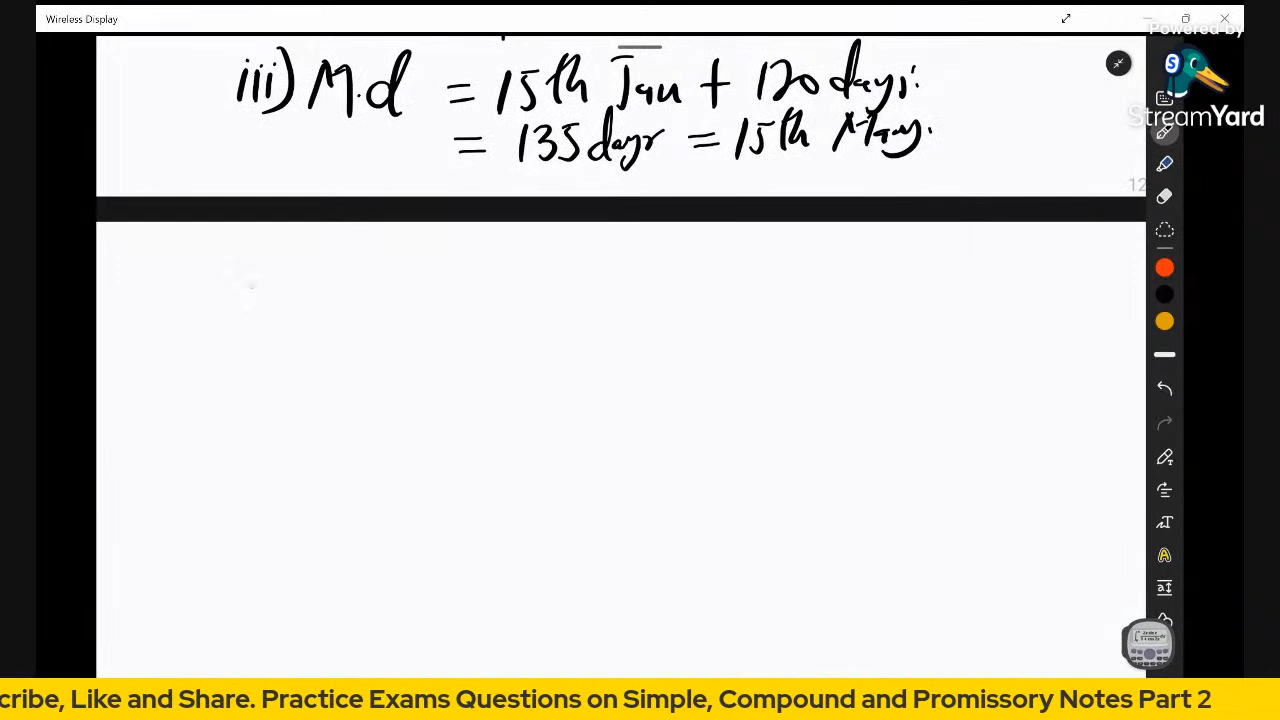 Wireless Display
Powered by
StreamYard
iii) M.d = 15th Jan + 120 days.
= 135 days = 15th May.
12
cribe, Like and Share. Practice Exams Questions on Simple, Compound and Promissory Notes Part 2